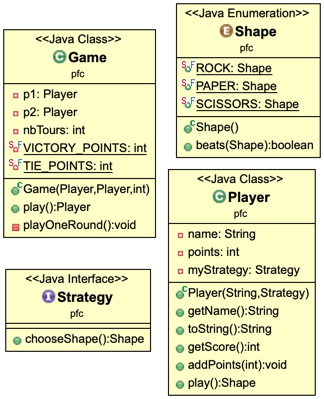 <<Java Class>>
Game
pfc
p1: Player
p2: Player
nbTours: int
VICTORY_POINTS: int
TIE_POINTS: int
Game(Player,Player,int)
play():Player
playOneRound():void
<<Java Enumeration>>
Shape
pfc
ROCK: Shape
PAPER: Shape
SCISSORS: Shape
Shape()
beats(Shape):boolean
<<Java Class>>
Player
pfc
name: String
points: int
myStrategy: Strategy
Player(String,Strategy)
getName():String
toString():String
getScore():int
addPoints(int):void
play():Shape
<<Java Interface>>
Strategy
pfc
chooseShape():Shape